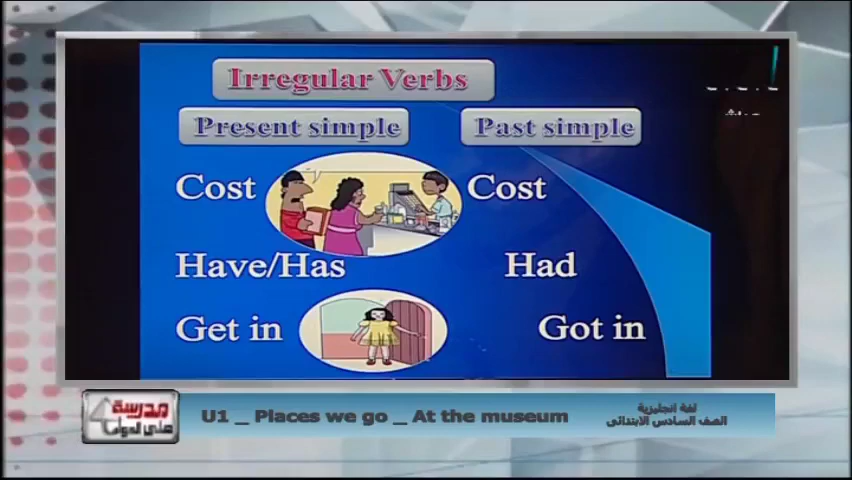 Irregular Verbs
Present simple
Past simple
Cost
Cost
Have/Has
Had
Get in
Got in
مدرسة
على الهواء
U1 _ Places we go _ At the museum
لغة انجليزية
الصف السادس الابتدائى